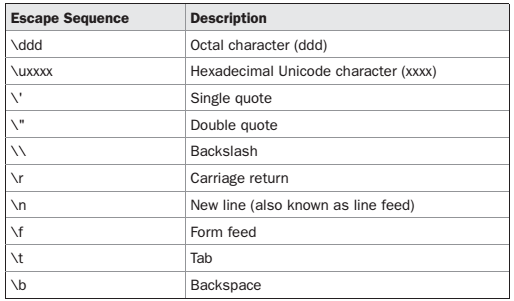 Escape Sequence Description
\ddd Octal character (ddd)
\uxxxx Hexadecimal Unicode character (xxxx)
\' Single quote
\" Double quote
\\ Backslash
\r Carriage return
\n New line (also known as line feed)
\f Form feed
\t Tab
\b Backspace